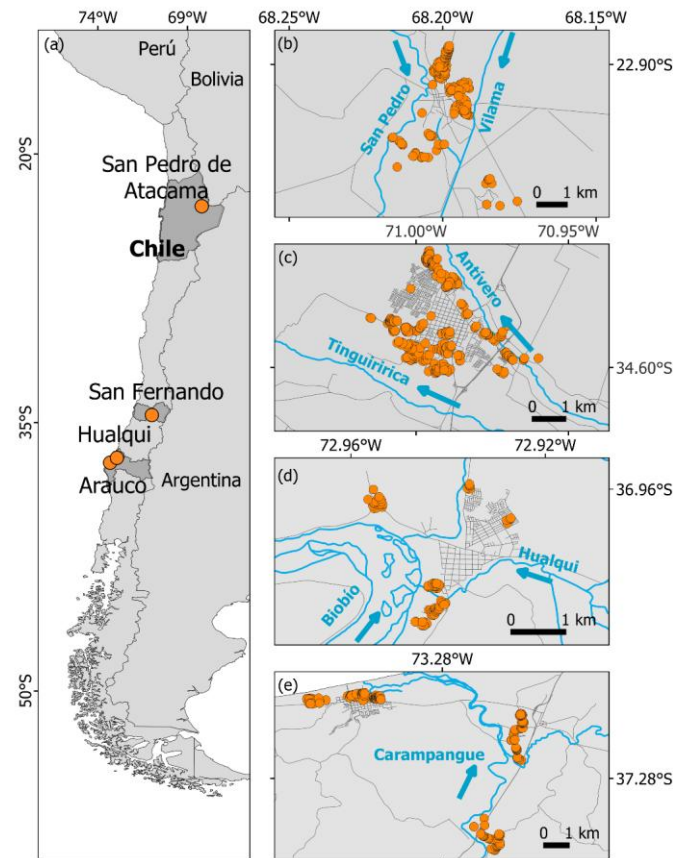 74°W 69°W
(a)
Perú
Bolivia
20°S
San Pedro de
Atacama
Chile
35°S
San Fernando
Hualqui
Arauco
Argentina
50°S
68.25°W 68.20°W 68.15°W
(b)
22.90°S
San Pedro
Vilama
0 1 km
71.00°W 70.95°W
(c)
Antívero
Tinguiririca
34.60°S
0 1 km
72.96°W 72.92°W
(d)
36.96°S
Hualqui
Biobío
0 1 km
73.28°W
(e)
Carampangue
37.28°S
0 1 km